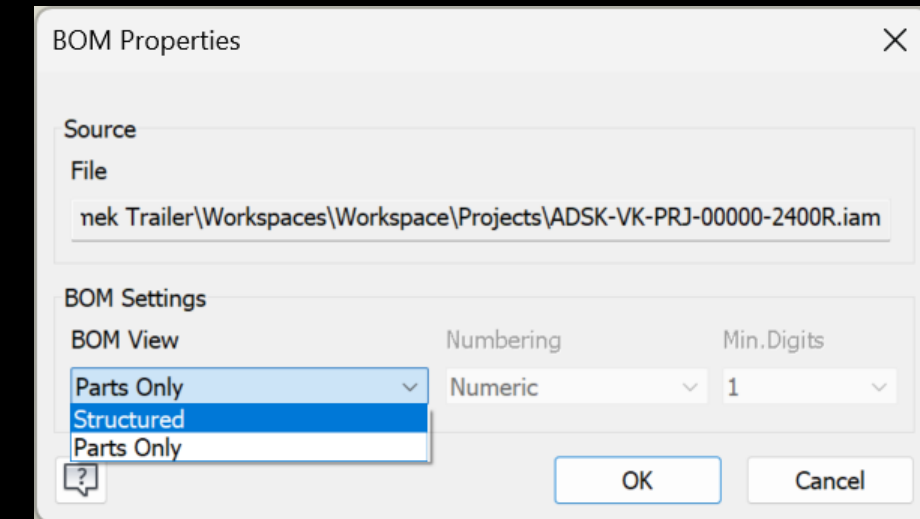 BOM Properties
Source
File
nek Trailer\Workspaces\Workspace\Projects\ADSK-VK-PRJ-00000-2400R.iam
BOM Settings
BOM View Numbering Min.Digits
Parts Only Numeric 1
Structured
Parts Only
?
OK Cancel